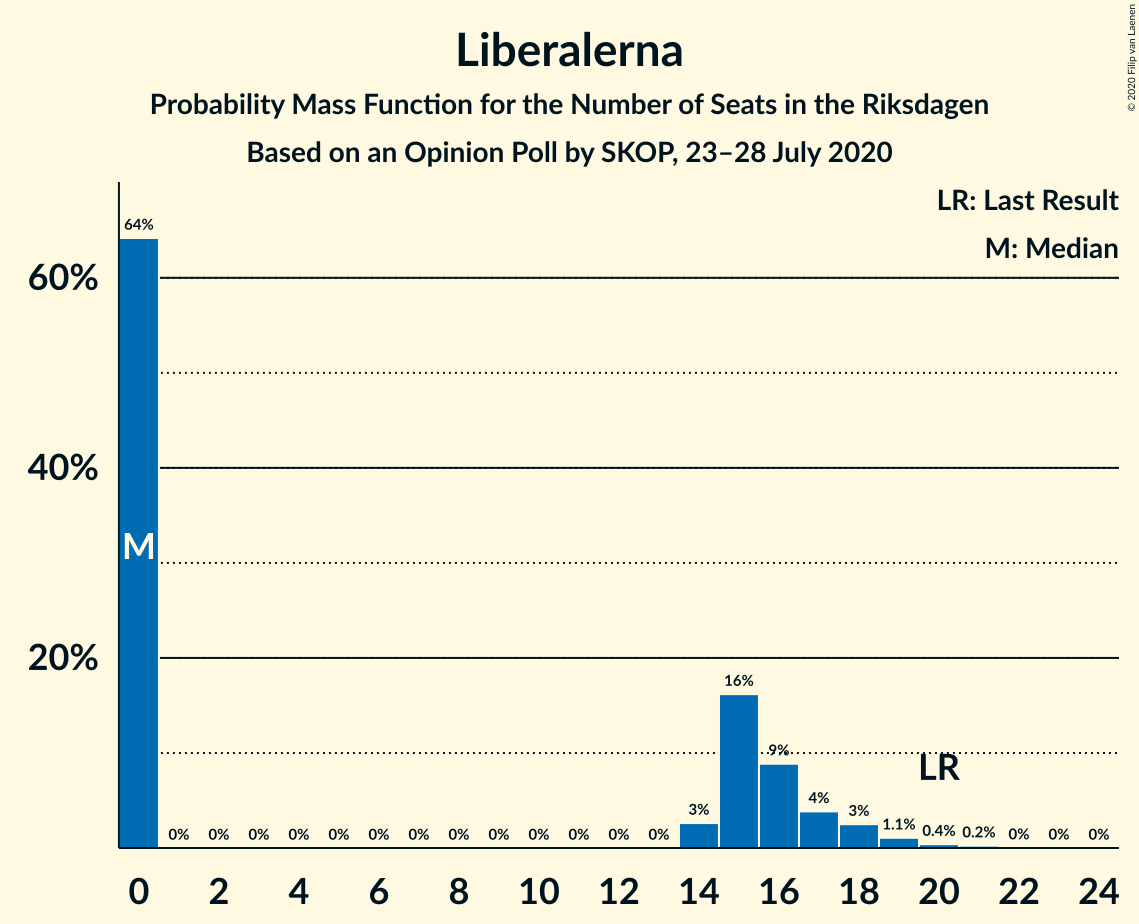 Liberalerna
Probability Mass Function for the Number of Seats in the Riksdagen
Based on an Opinion Poll by SKOP, 23–28 July 2020
© 2020 Filip van Laenen
LR: Last Result
M: Median
64%
60%
40%
M
20%
16%
9%
LR
4%
3%
3%
1.1%
0.4%
0.2%
0% 0% 0% 0% 0% 0% 0% 0% 0% 0% 0% 0% 0% 0% 0% 0%
0 2 4 6 8 10 12 14 16 18 20 22 24